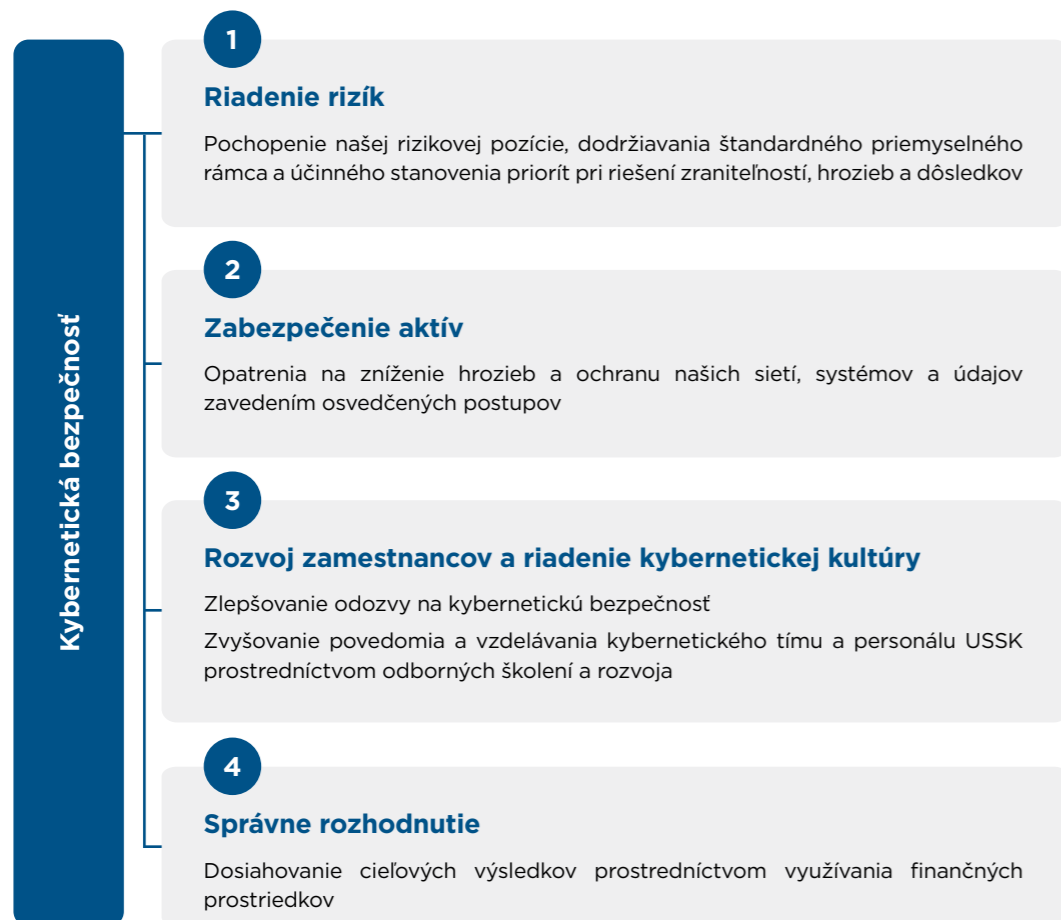 Kybernetická bezpečnosť
1
Riadenie rizík
Pochopenie našej rizikovej pozície, dodržiavania štandardného priemyselného
rámca a účinného stanovenia priorít pri riešení zraniteľností, hrozieb a dôsledkov
2
Zabezpečenie aktív
Opatrenia na zníženie hrozieb a ochranu našich sietí, systémov a údajov
zavedením osvedčených postupov
3
Rozvoj zamestnancov a riadenie kybernetickej kultúry
Zlepšovanie odozvy na kybernetickú bezpečnosť
Zvyšovanie povedomia a vzdelávania kybernetického tímu a personálu USSK
prostredníctvom odborných školení a rozvoja
4
Správne rozhodnutie
Dosiahovanie cieľových výsledkov prostredníctvom využívania finančných
prostriedkov